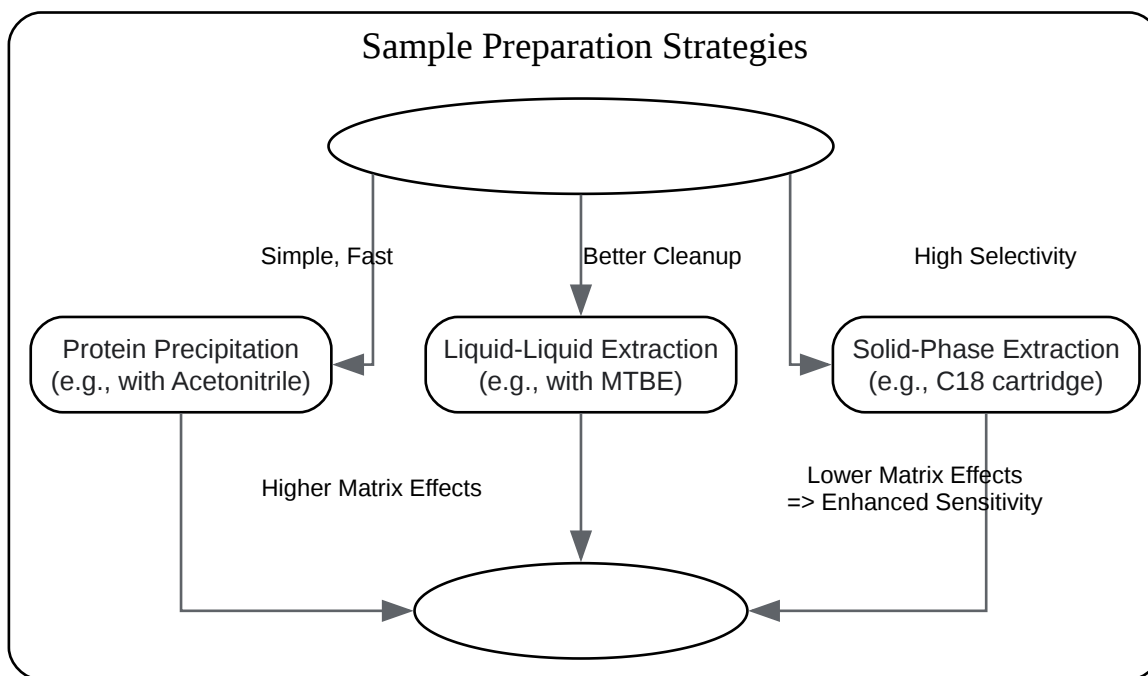 Sample Preparation Strategies
Simple, Fast
Better Cleanup
High Selectivity
Protein Precipitation
(e.g., with Acetonitrile)
Liquid-Liquid Extraction
(e.g., with MTBE)
Solid-Phase Extraction
(e.g., C18 cartridge)
Higher Matrix Effects
Lower Matrix Effects
=> Enhanced Sensitivity